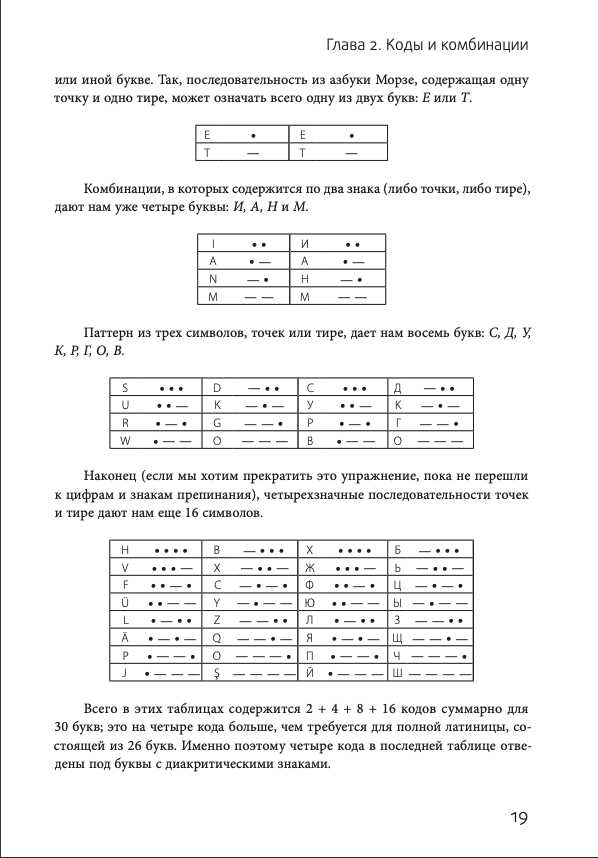 Глава 2. Коды и комбинации
или иной букве. Так, последовательность из азбуки Морзе, содержащая одну
точку и одно тире, может означать всего одну из двух букв: Е или Т.
E • Е •
T — Т —
Комбинации, в которых содержится по два знака (либо точки, либо тире),
дают нам уже четыре буквы: И, А, Н и М.
I • • И • •
A • — А • —
N — • Н — •
M — — М — —
Паттерн из трех символов, точек или тире, дает нам восемь букв: С, Д, У,
К, Р, Г, О, В.
S • • • D — • • С • • • Д — • •
U • • — K — • — У • • — К — • —
R • — • G — — • Р • — • Г — — •
W • — — O — — — В • — — О — — —
Наконец (если мы хотим прекратить это упражнение, пока не перешли
к цифрам и знакам препинания), четырехзначные последовательности точек
и тире дают нам еще 16 символов.
H • • • • B — • • • Х • • • • Б — • • •
V • • • — X — • • — Ж • • • — Ь — • • —
F • • — • C — • — • Ф • • — • Ц — • — •
Ü • • — — Y — • — — Ю • • — — Ы — • — —
L • — • • Z — — • • Л • — • • З — — • •
Ä • — • — Q — — • — Я • — • — Щ — — • —
P • — — • O — — — • П • — — • Ч — — — •
J • — — — Ş — — — — Й • — — — Ш — — — —
Всего в этих таблицах содержится 2 + 4 + 8 + 16 кодов суммарно для
30 букв; это на четыре кода больше, чем требуется для полной латиницы, со-
стоящей из 26 букв. Именно поэтому четыре кода в последней таблице отве-
дены под буквы с диакритическими знаками.
19